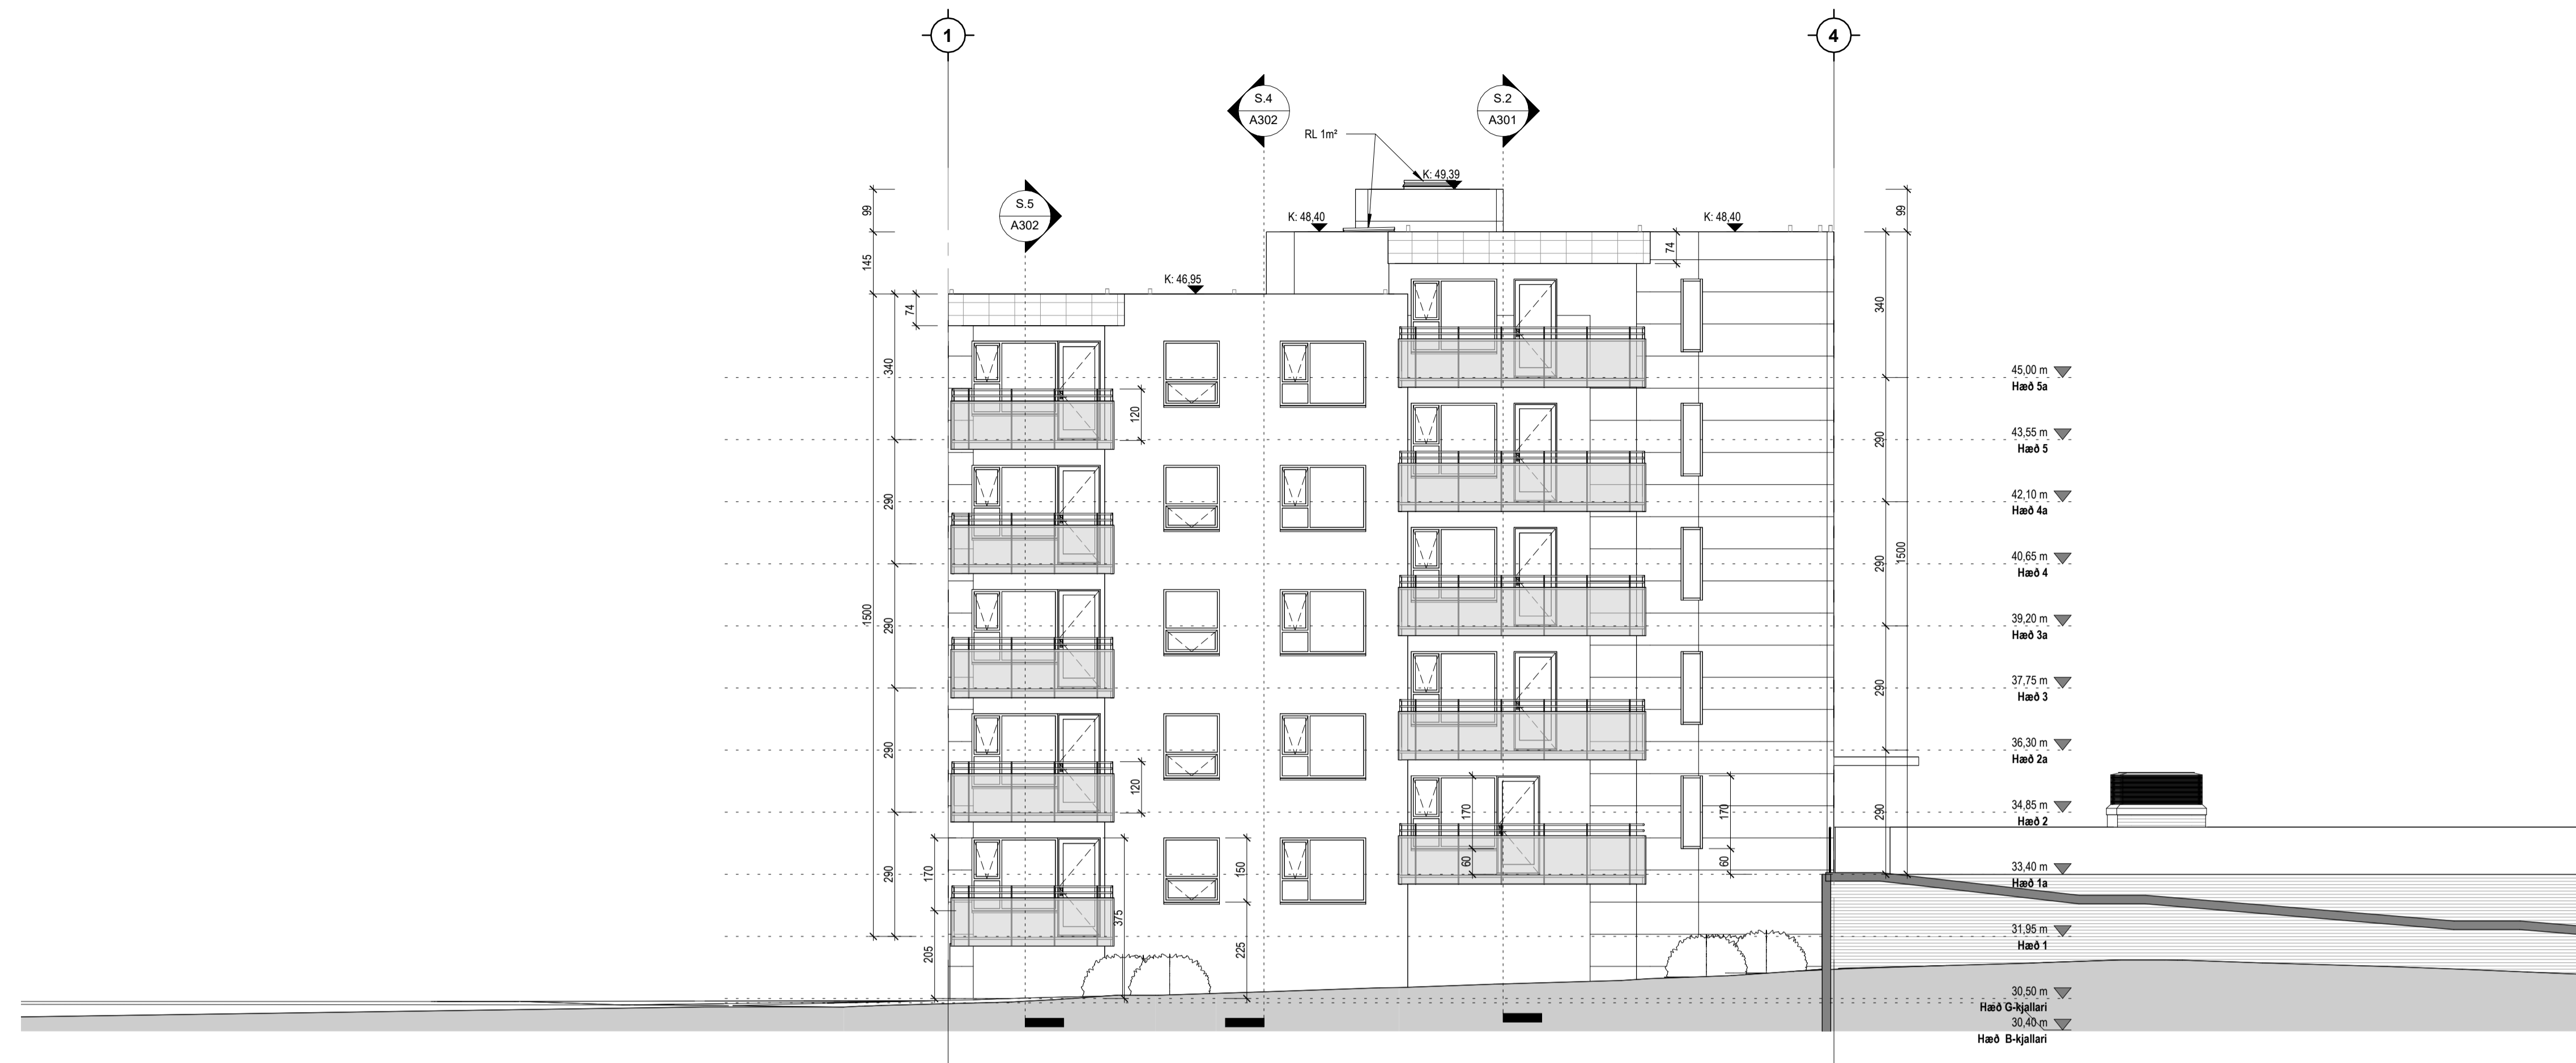 1
4
S.4
A302
S.2
A301
RL 1m²
S.5
A302
K: 49,39
K: 48,40
K: 48,40
K: 46,95
99
145
74
340
290
290
290
290
1500
170
205
120
120
375
150
225
170
60
170
60
74
99
340
290
290
290
290
1500
45,00 m
Hæð 5a
43,55 m
Hæð 5
42,10 m
Hæð 4a
40,65 m
Hæð 4
39,20 m
Hæð 3a
37,75 m
Hæð 3
36,30 m
Hæð 2a
34,85 m
Hæð 2
33,40 m
Hæð 1a
31,95 m
Hæð 1
30,50 m
Hæð G-kjallari
30,40 m
Hæð B-kjallari